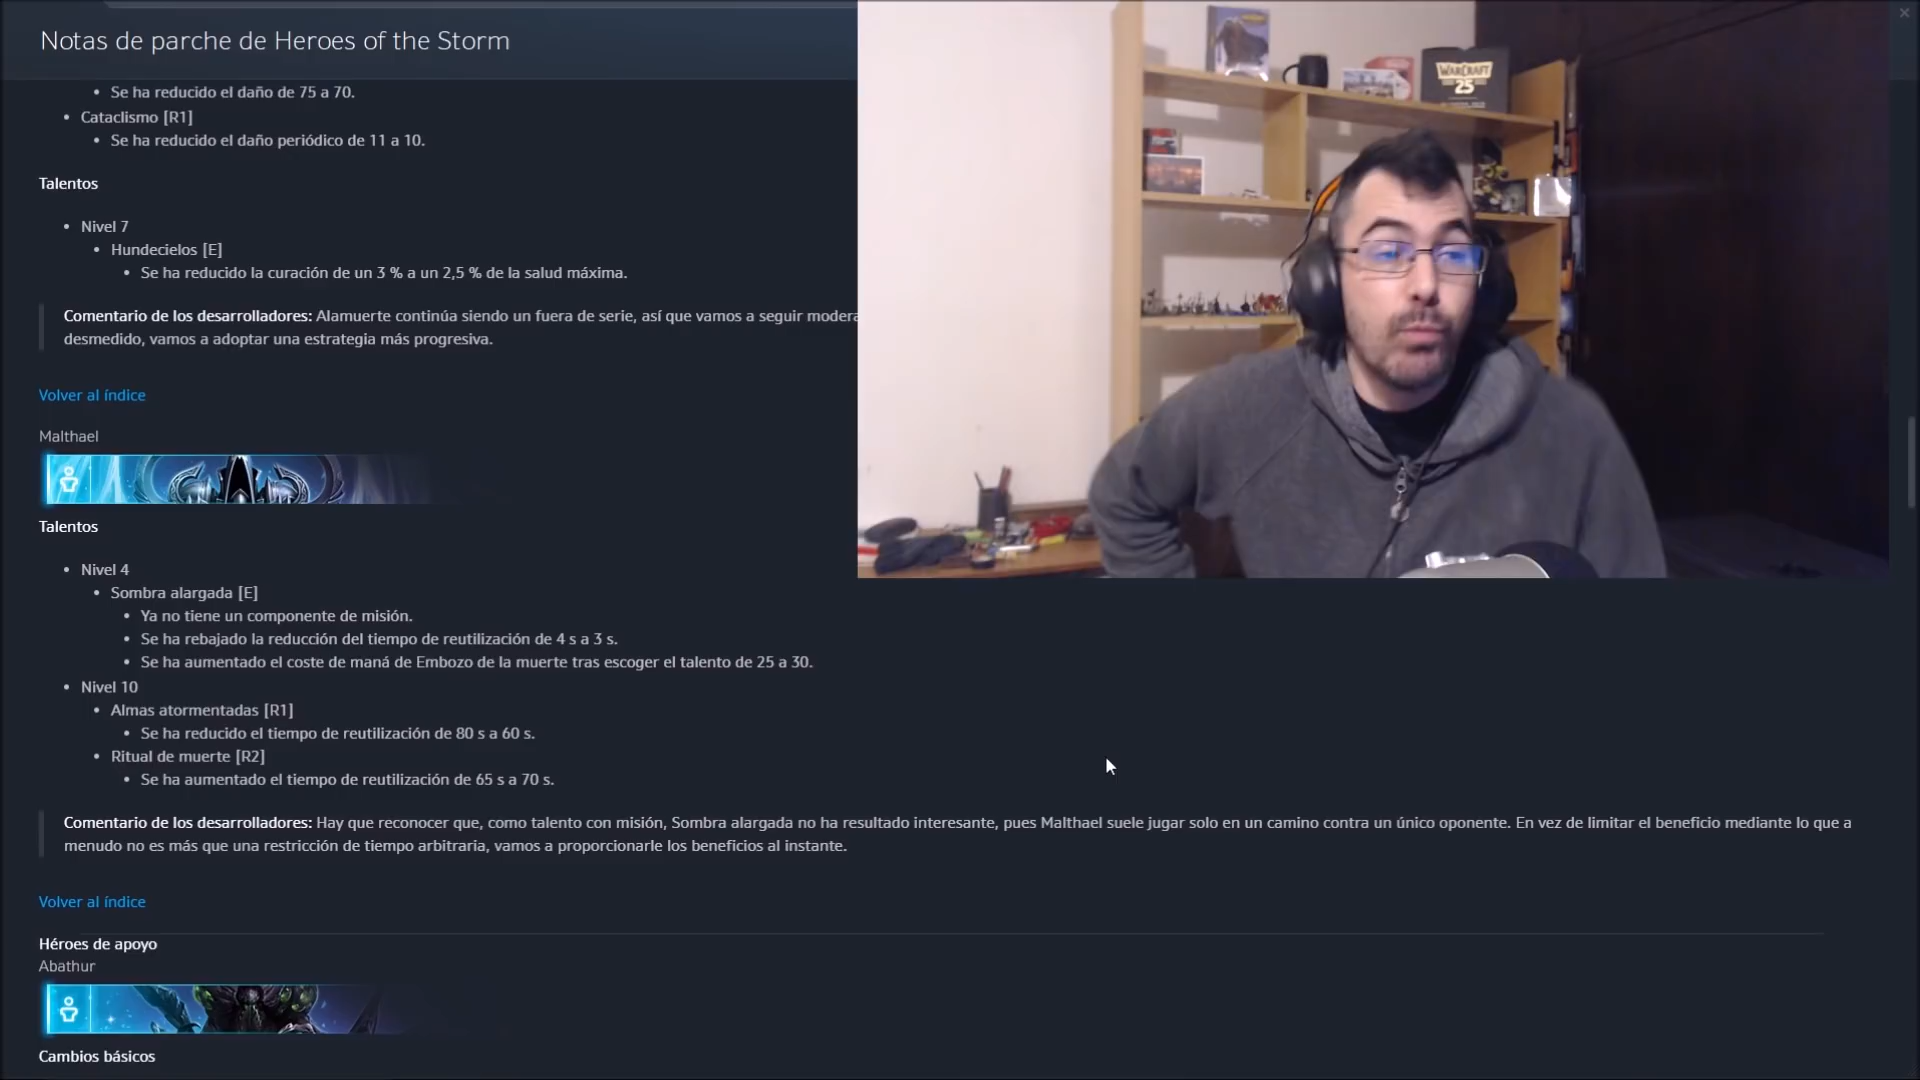 Notas de parche de Heroes of the Storm
Se ha reducido el daño de 75 a 70.
Cataclismo [R1]
Se ha reducido el daño periódico de 11 a 10.
Talentos
Nivel 7
Hundecielos [E]
Se ha reducido la curación de un 3 % a un 2,5 % de la salud máxima.
Comentario de los desarrolladores: Alamuerte continúa siendo un fuera de serie, así que vamos a seguir modera
desmedido, vamos a adoptar una estrategia más progresiva.
Volver al índice
Malthael
Talentos
Nivel 4
Sombra alargada [E]
Ya no tiene un componente de misión.
Se ha rebajado la reducción del tiempo de reutilización de 4 s a 3 s.
Se ha aumentado el coste de maná de Embozo de la muerte tras escoger el talento de 25 a 30.
Nivel 10
Almas atormentadas [R1]
Se ha reducido el tiempo de reutilización de 80 s a 60 s.
Ritual de muerte [R2]
Se ha aumentado el tiempo de reutilización de 65 s a 70 s.
Comentario de los desarrolladores: Hay que reconocer que, como talento con misión, Sombra alargada no ha resultado interesante, pues Malthael suele jugar solo en un camino contra un único oponente. En vez de limitar el beneficio mediante lo que a
menudo no es más que una restricción de tiempo arbitraria, vamos a proporcionarle los beneficios al instante.
Volver al índice
Héroes de apoyo
Abathur
Cambios básicos
WARCRAFT
25